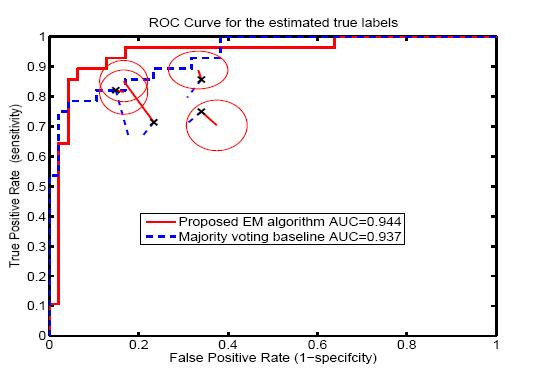 ROC Curve for the estimated true labels
1
0.9
0.8
0.7
0.6
0.5
0.4
0.3
0.2
0.1
0
True Positive Rate (sensitivity)
Proposed EM algorithm AUC=0.944
Majority voting baseline AUC=0.937
0 0.2 0.4 0.6 0.8 1
False Positive Rate (1−specifcity)